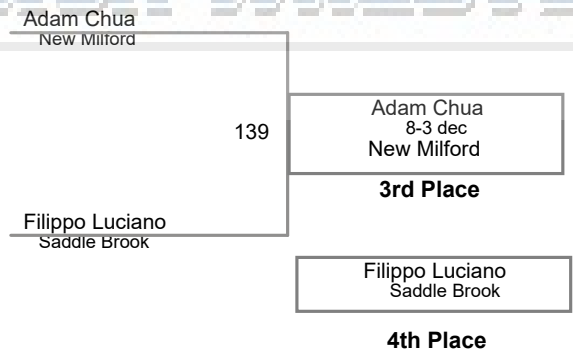 Adam Chua
New Milford
139
Adam Chua
8-3 dec
New Milford
3rd Place
Filippo Luciano
Saddle Brook
Filippo Luciano
Saddle Brook
4th Place